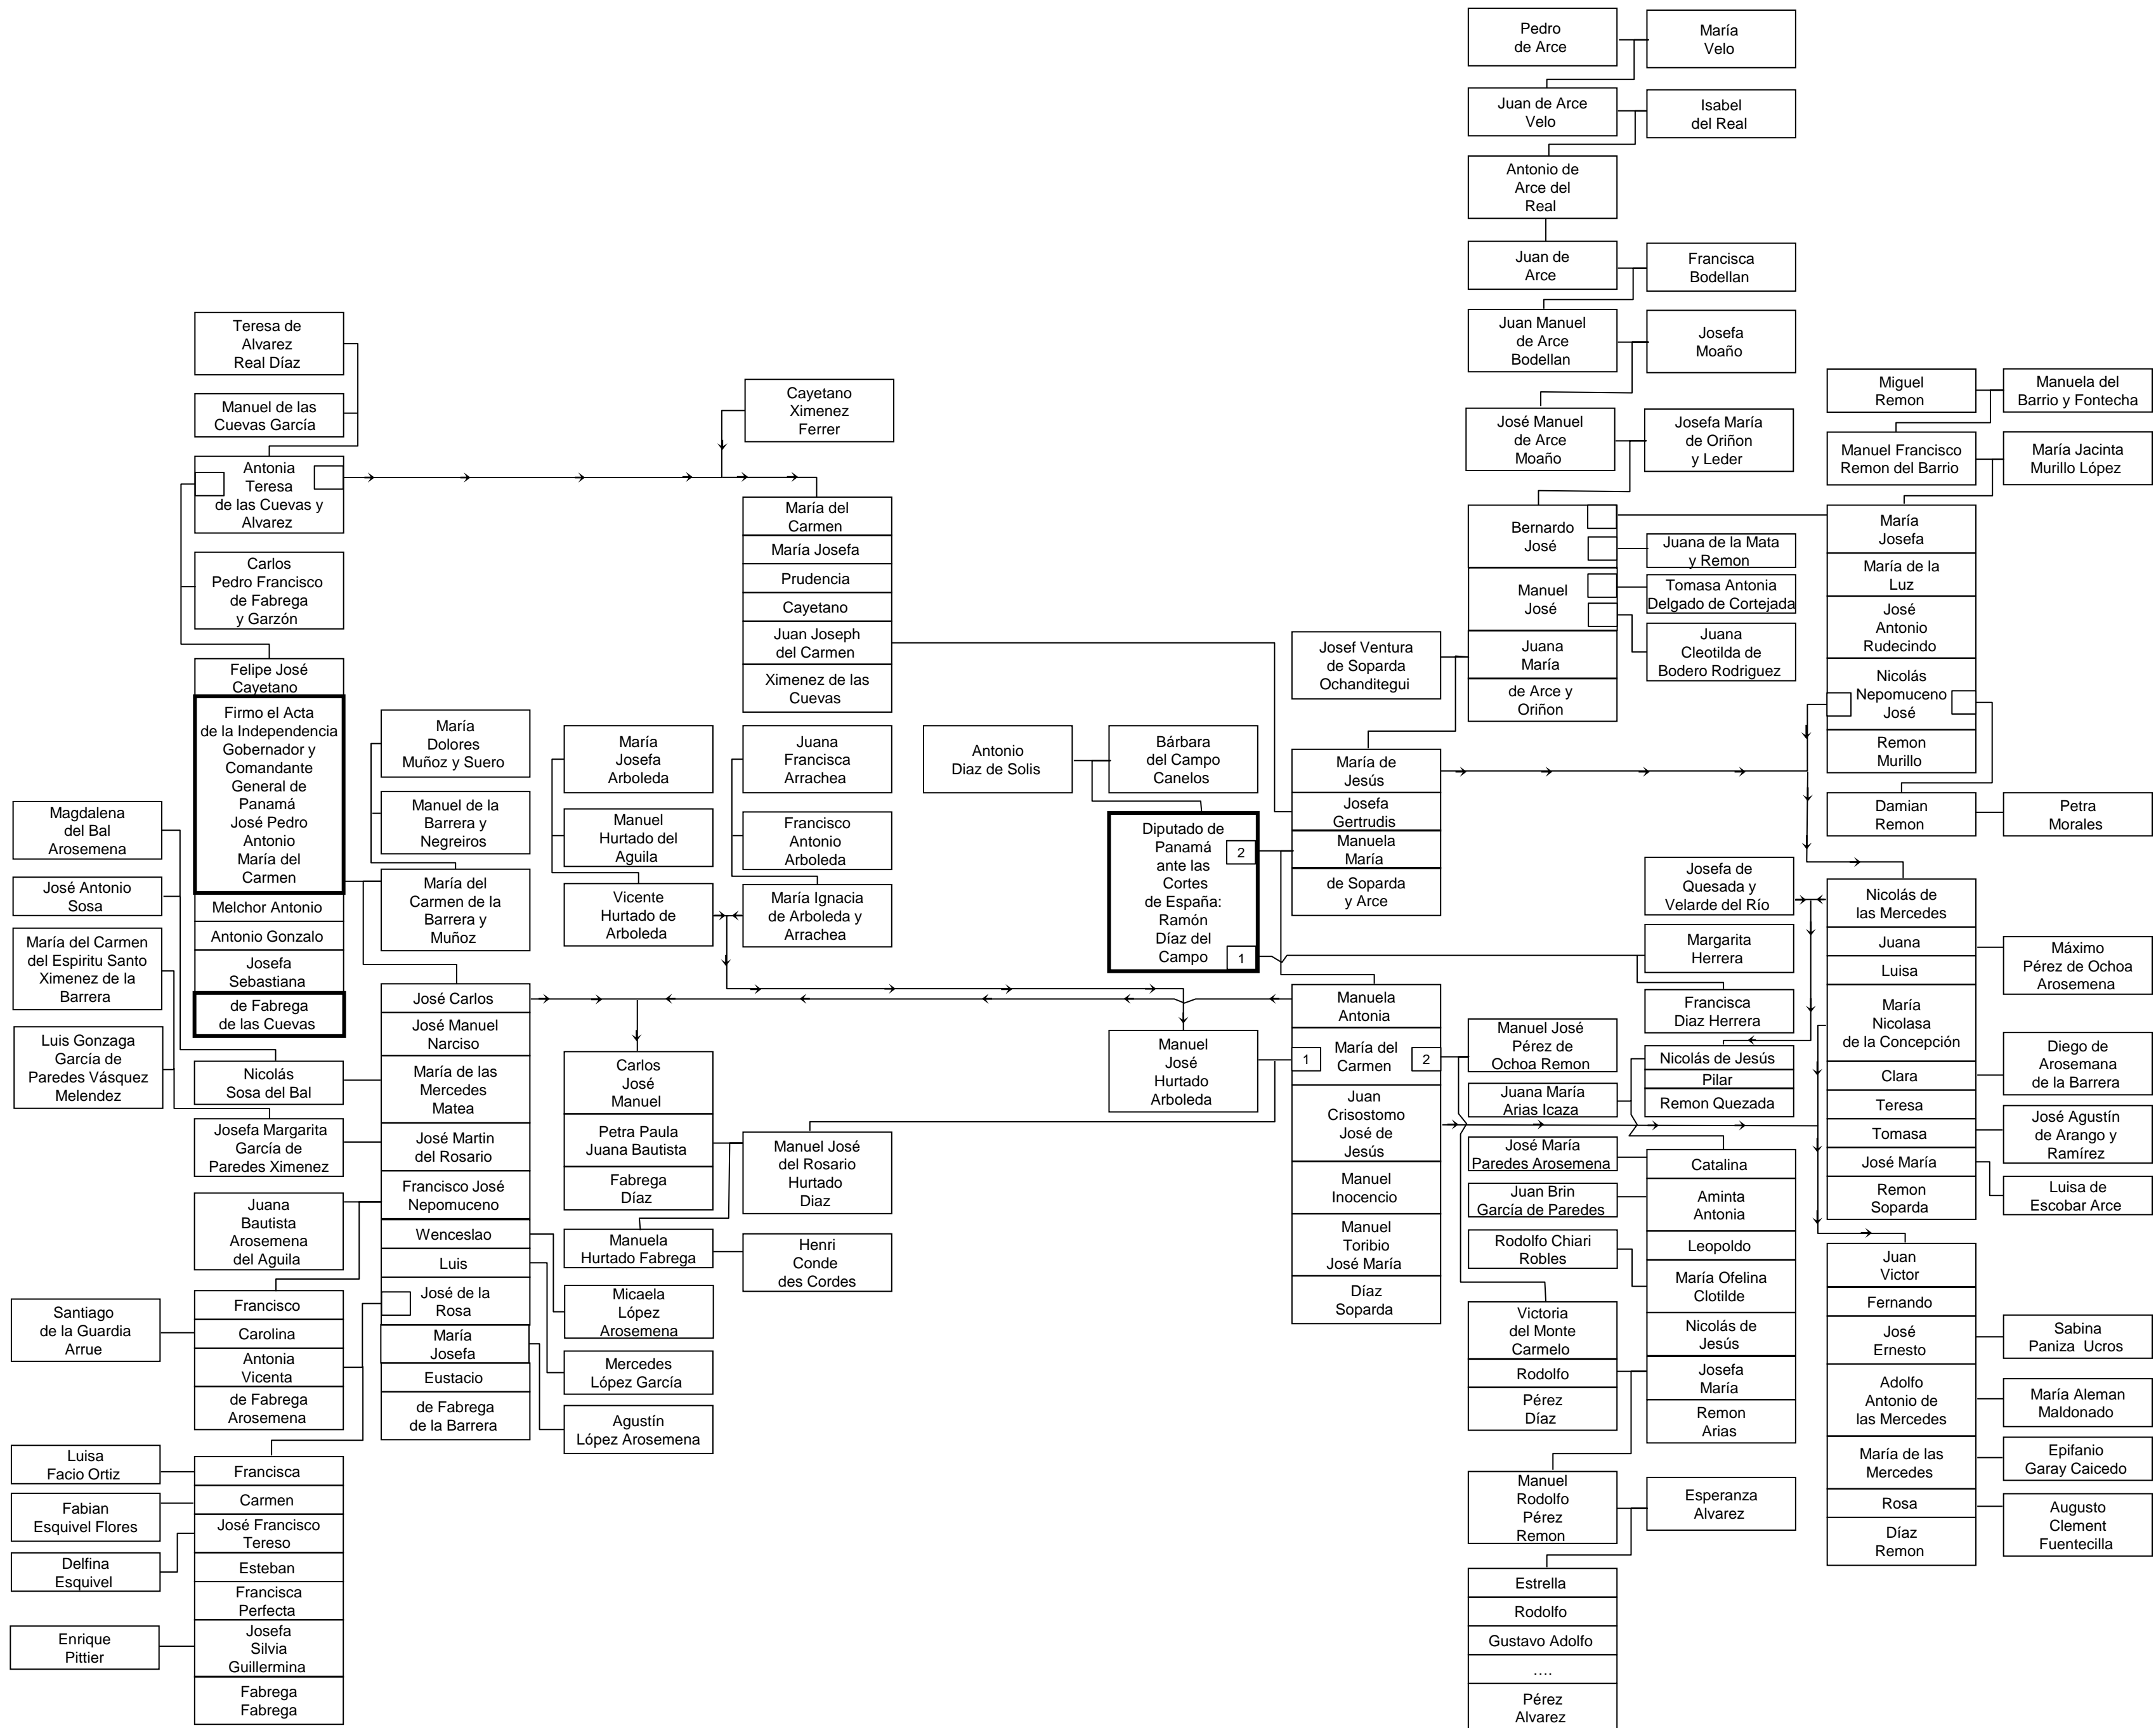 Pedro
de Arce
María
Velo
Juan de Arce
Velo
Isabel
del Real
Antonio de
Arce del
Real
Juan de
Arce
Francisca
Bodellan
Juan Manuel
de Arce
Bodellan
Josefa
Moaño
José Manuel
de Arce
Moaño
Josefa María
de Oriñon
y Leder
Miguel
Remon
Manuela del
Barrio y Fontecha
Manuel Francisco
Remon del Barrio
María Jacinta
Murillo López
Teresa de
Alvarez
Real Díaz
Manuel de las
Cuevas García
Antonia
Teresa
de las Cuevas y
Alvarez
Carlos
Pedro Francisco
de Fabrega
y Garzón
Cayetano
Ximenez
Ferrer
María del
Carmen
María Josefa
Prudencia
Cayetano
Juan Joseph
del Carmen
Ximenez de las
Cuevas
Bernardo
José
Manuel
José
Juana
María
de Arce y
Oriñon
Juana de la Mata
y Remon
Tomasa Antonia
Delgado de Cortejada
Juana
Cleotilde de
Bodero Rodriguez
Josef Ventura
de Soparda
Ochanditegui
María
Josefa
María de la
Luz
José
Antonio
Rudecindo
Nicolás
Nepomuceno
José
Remon
Murillo
Damian
Remon
Petra
Morales
Felipe José
Cayetano
Firmo el Acta
de la Independencia
Gobernador y
Comandante
General de
Panamá
José Pedro
Antonio
María del
Carmen
Melchor Antonio
Antonio Gonzalo
Josefa
Sebastiana
de Fabrega
de las Cuevas
María
Dolores
Muñoz y Suero
Manuel de la
Barrera y
Negreiros
María del
Carmen de la
Barrera y
Muñoz
María
Josefa
Arboleda
Manuel
Hurtado del
Aguila
Vicente
Hurtado de
Arboleda
Juana
Francisca
Arrachea
Francisco
Antonio
Arboleda
María Ignacia
de Arboleda y
Arrachea
Antonio
Diaz de Solis
Bárbara
del Campo
Canelos
Diputado de
Panamá
ante las
Cortes
de España:
Ramón
Díaz del
Campo
2
1
María de
Jesús
Josefa
Gertrudis
Manuela
María
de Soparda
y Arce
Magdalena
del Bal
Arosemena
José Antonio
Sosa
María del Carmen
del Espiritu Santo
Ximenez de la
Barrera
Luis Gonzaga
García de
Paredes Vásquez
Melendez
Nicolás
Sosa del Bal
Josefa Margarita
García de
Paredes Ximenez
Juana
Bautista
Arosemena
del Aguila
José Carlos
José Manuel
Narciso
María de las
Mercedes
Matea
José Martin
del Rosario
Francisco José
Nepomuceno
Wenceslao
Luis
José de la
Rosa
María
Josefa
Eustacio
de Fabrega
de la Barrera
Carlos
José
Manuel
Petra Paula
Juana Bautista
Fabrega
Díaz
Manuel José
del Rosario
Hurtado
Diaz
Manuela
Hurtado Fabrega
Henri
Conde
des Cordes
Micaela
López
Arosemena
Mercedes
López García
Agustín
López Arosemena
Manuel
José
Hurtado
Arboleda
Manuela
Antonia
1
María del
Carmen
2
Juan
Crisostomo
José de
Jesús
Manuel
Inocencio
Manuel
Toribio
José María
Díaz
Soparda
Josefa de
Quesada y
Velarde del Río
Margarita
Herrera
Francisca
Diaz Herrera
Manuel José
Pérez de
Ochoa Remon
Juana María
Arias Icaza
Nicolás de Jesús
Pilar
Remon Quezada
José María
Paredes Arosemena
Juan Brin
García de Paredes
Rodolfo Chiari
Robles
Catalina
Aminta
Antonia
Leopoldo
María Ofelina
Clotilde
Nicolás de
Jesús
Josefa
María
Remon
Arias
Nicolás de
las Mercedes
Juana
Luisa
María
Nicolasa
de la Concepción
Clara
Teresa
Tomasa
José María
Remon
Soparda
Máximo
Pérez de Ochoa
Arosemena
Diego de
Arosemana
de la Barrera
José Agustín
de Arango y
Ramírez
Luisa de
Escobar Arce
Juan
Victor
Fernando
José
Ernesto
Adolfo
Antonio de
las Mercedes
María de las
Mercedes
Rosa
Díaz
Remon
Sabina
Paniza Ucros
María Aleman
Maldonado
Epifanio
Garay Caicedo
Augusto
Clement
Fuentecilla
Victoria
del Monte
Carmelo
Rodolfo
Pérez
Díaz
Manuel
Rodolfo
Pérez
Remon
Esperanza
Alvarez
Estrella
Rodolfo
Gustavo Adolfo
....
Pérez
Alvarez
Santiago
de la Guardia
Arrue
Francisco
Carolina
Antonia
Vicenta
de Fabrega
Arosemena
Luisa
Facio Ortiz
Fabian
Esquivel Flores
Delfina
Esquivel
Enrique
Pittier
Francisca
Carmen
José Francisco
Tereso
Esteban
Francisca
Perfecta
Josefa
Silvia
Guillermina
Fabrega
Fabrega